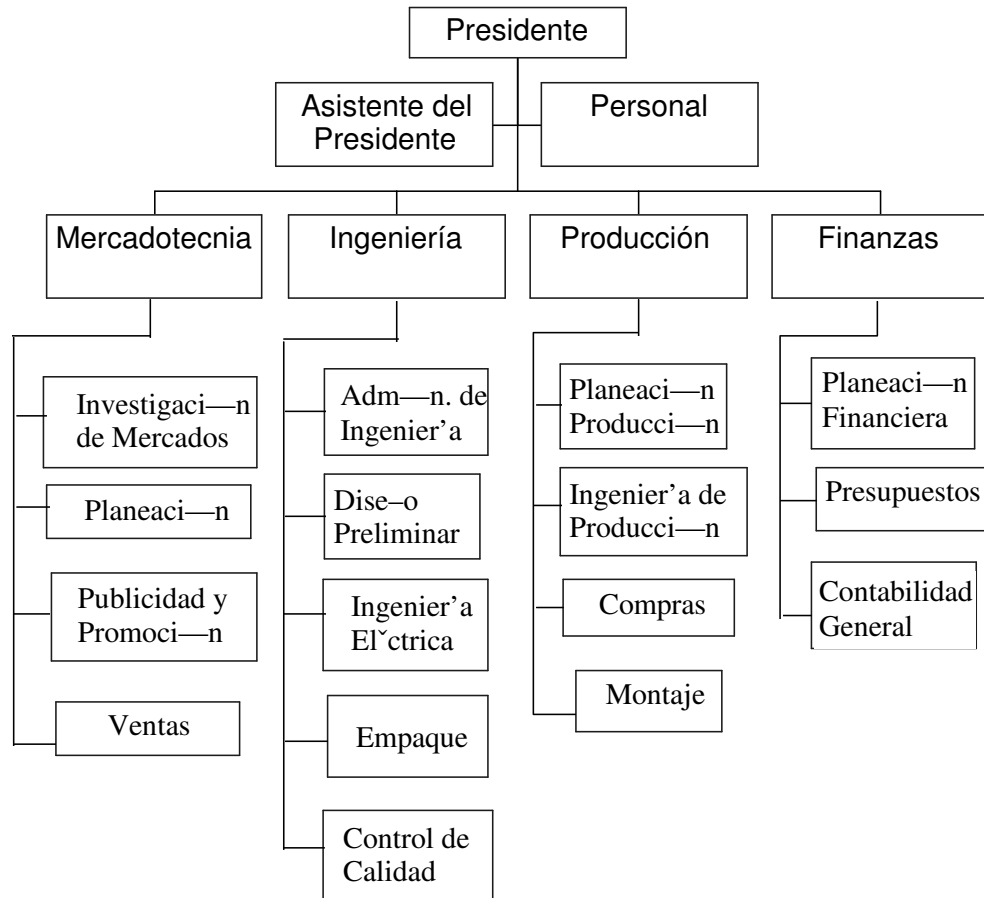 Presidente
Asistente del
Presidente
Personal
Mercadotecnia
Ingeniería
Producción
Finanzas
Investigaci—n
de Mercados
Planeaci—n
Publicidad y
Promoci—n
Ventas
Adm—n. de
Ingenier'a
Dise–o
Preliminar
Ingenier'a
Elˇctrica
Empaque
Control de
Calidad
Planeaci—n
Producci—n
Ingenier'a de
Producci—n
Compras
Montaje
Planeaci—n
Financiera
Presupuestos
Contabilidad
General